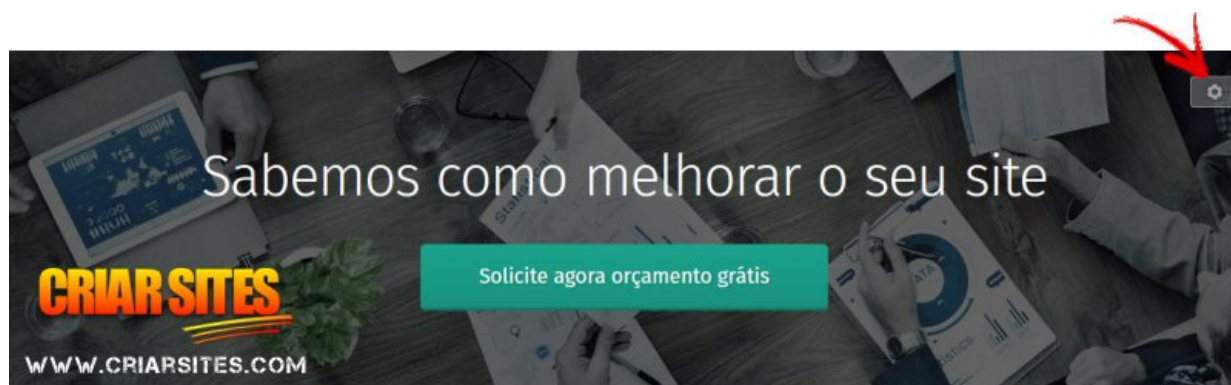 Sabemos como melhorar o seu site
Solicite agora orçamento grátis
CRIAR SITES
WWW.CRIARSITES.COM